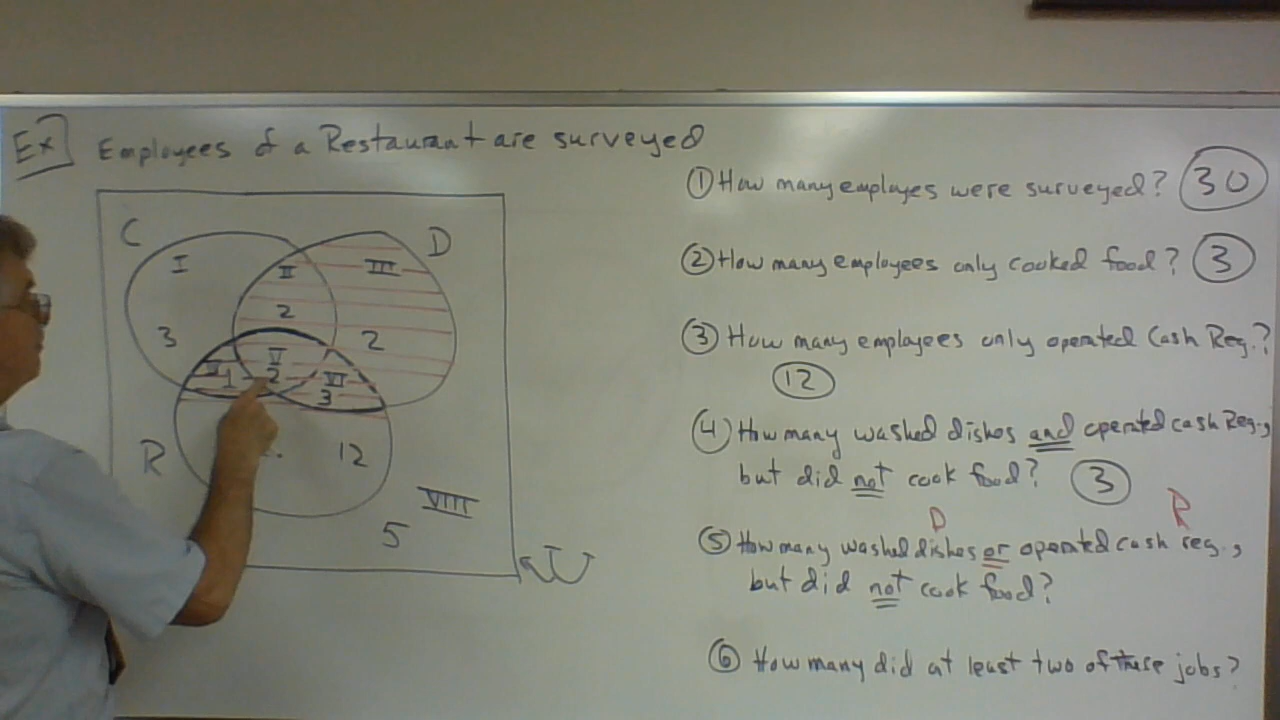 Ex Employees of a Restaurant are surveyed
C
D
I
II
III
2
3
2
V
IV
1
2
VI
3
R
12
VIII
5
U
① How many employes were surveyed? 30
② How many employees only cooked food? 3
③ How many employees only operated Cash Reg.?
12
④ How many washed dishes and operated cash Reg.,
but did not cook food? 3
D R
⑤ How many washed dishes or operated cash reg.,
but did not cook food?
⑥ How many did at least two of these jobs?